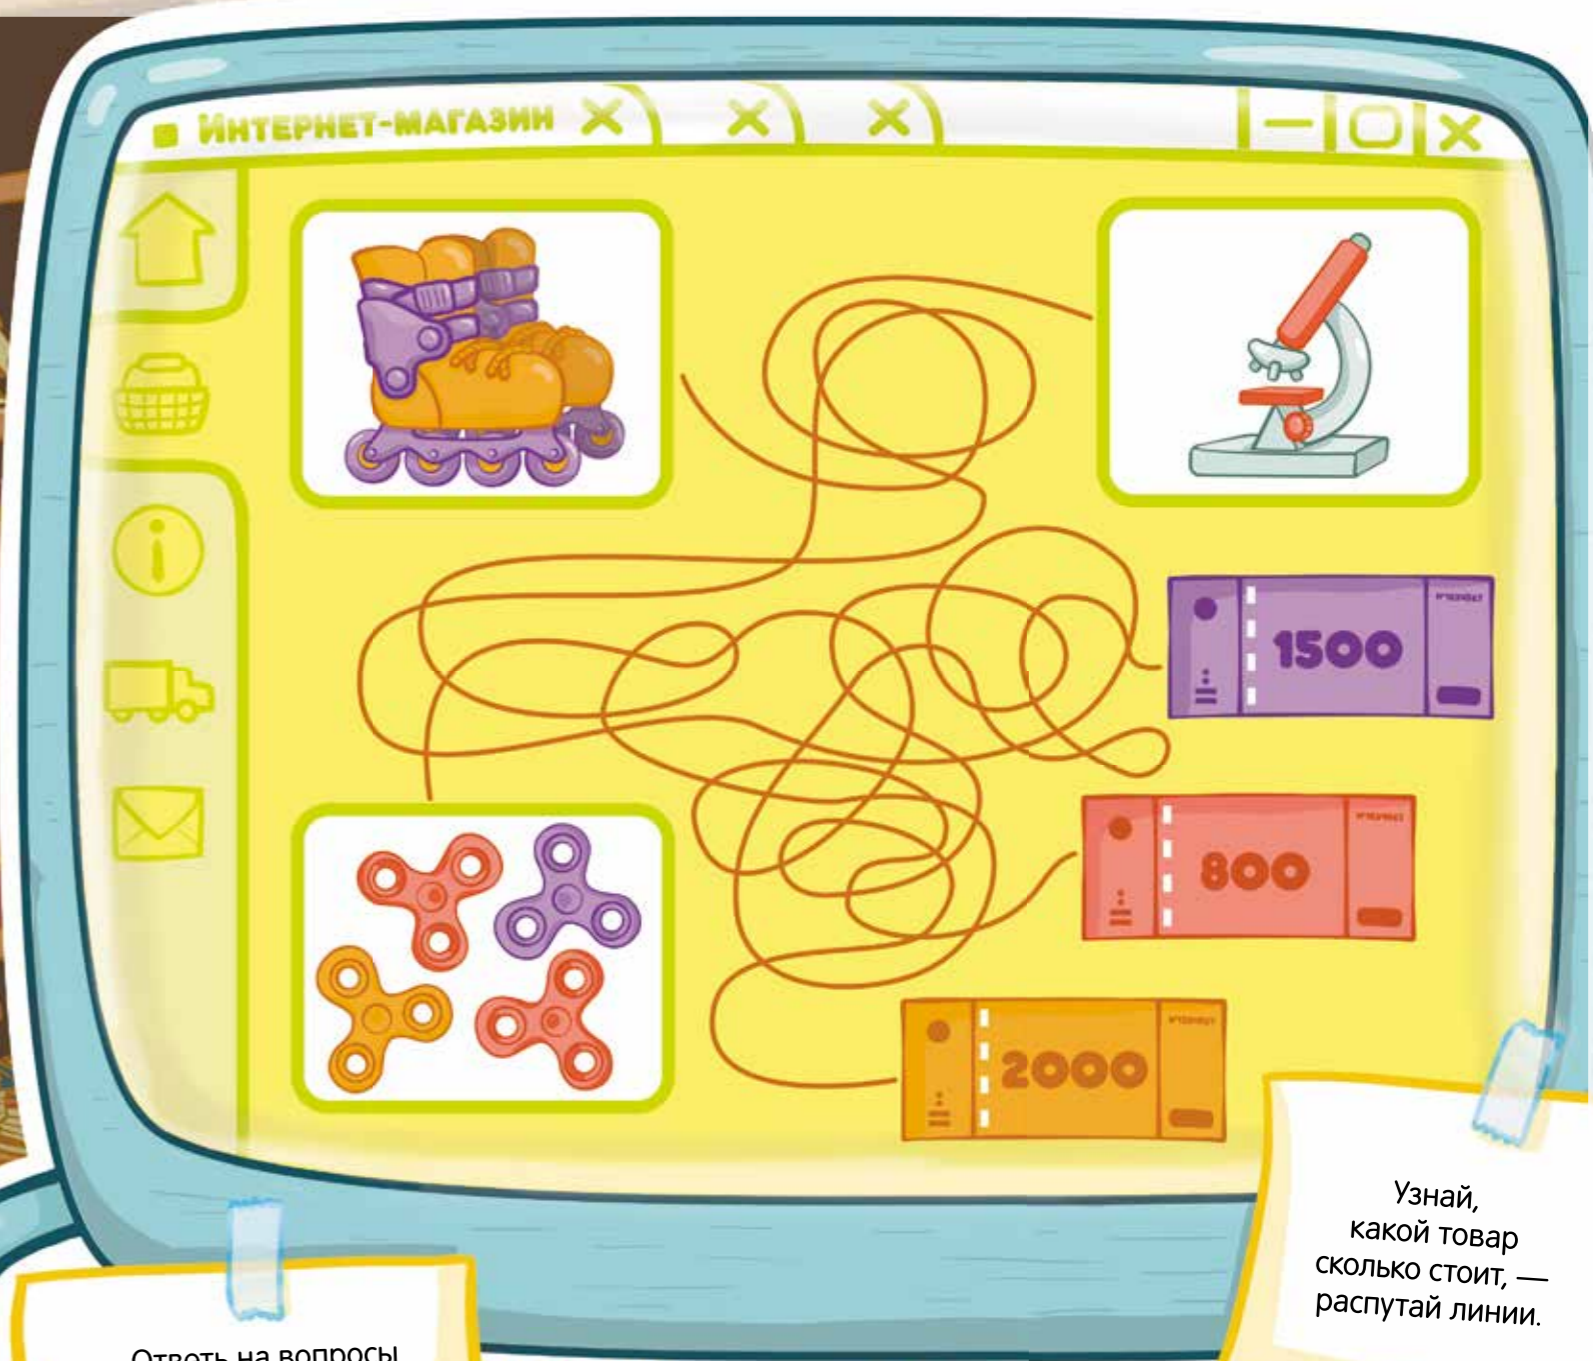 Интернет-магазин
1500
800
2000
Узнай,
какой товар
сколько стоит, —
распутай линии.
Ответь на вопросы